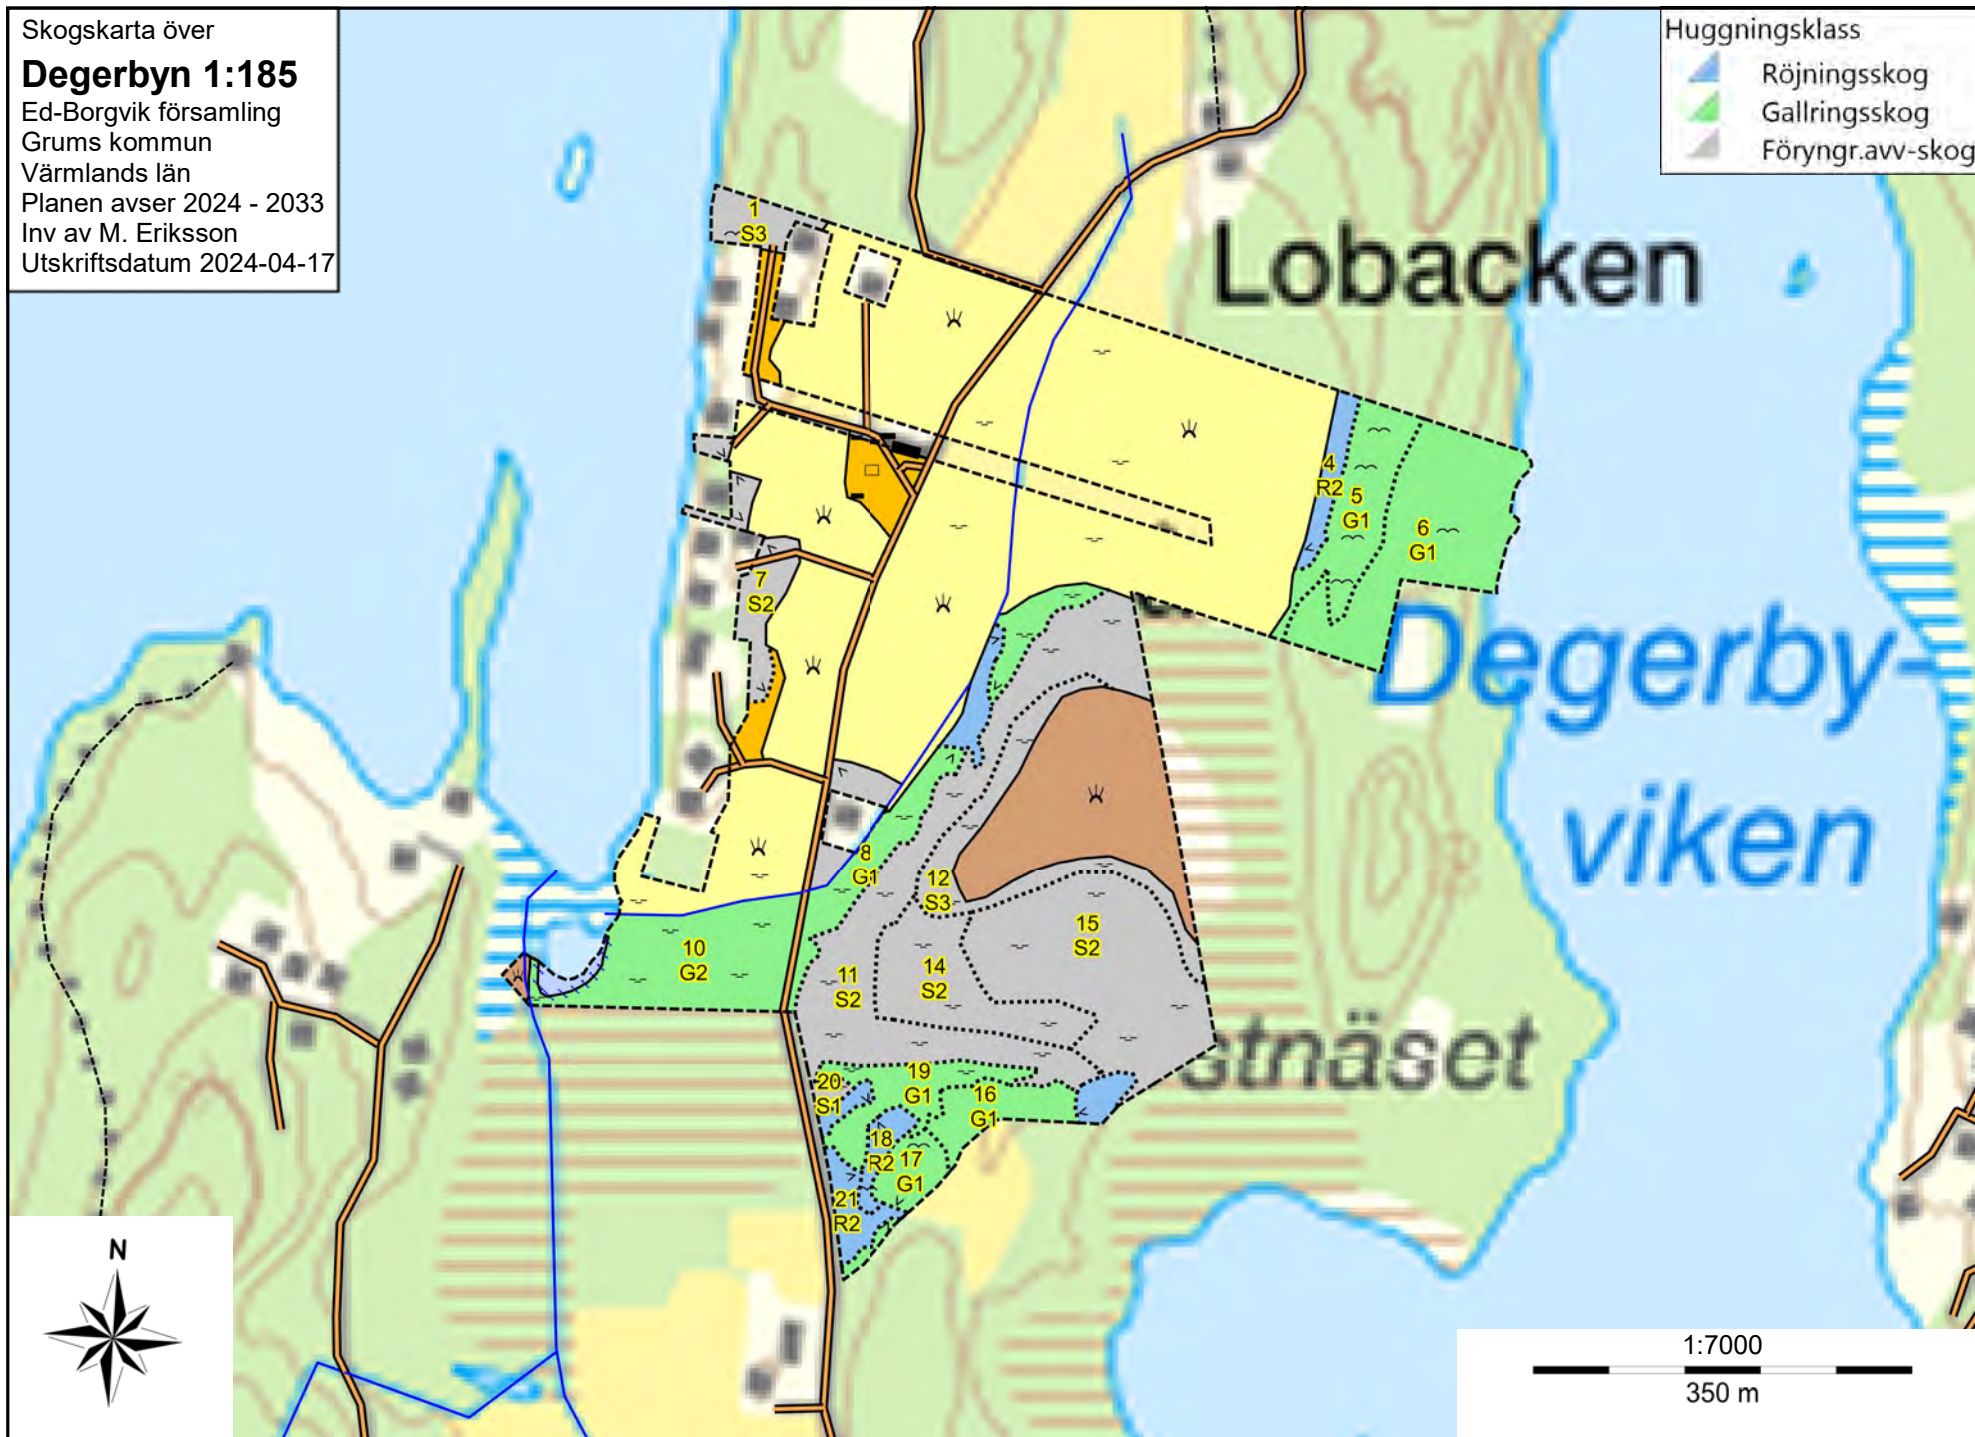 Skogskarta över
Degerbyn 1:185
Ed-Borgvik församling
Grums kommun
Värmlands län
Planen avser 2024 - 2033
Inv av M. Eriksson
Utskriftsdatum 2024-04-17
Huggningsklass
Röjningsskog
Gallringsskog
Föryngr.avv-skog
1
S3
Lobacken
4
R2
5
G1
6
G1
7
S2
Degerby-
viken
8
G1
12
S3
15
S2
10
G2
11
S2
14
S2
stnäset
20
S1
19
G1
16
G1
18
R2
17
G1
21
R2
N
1:7000
350 m